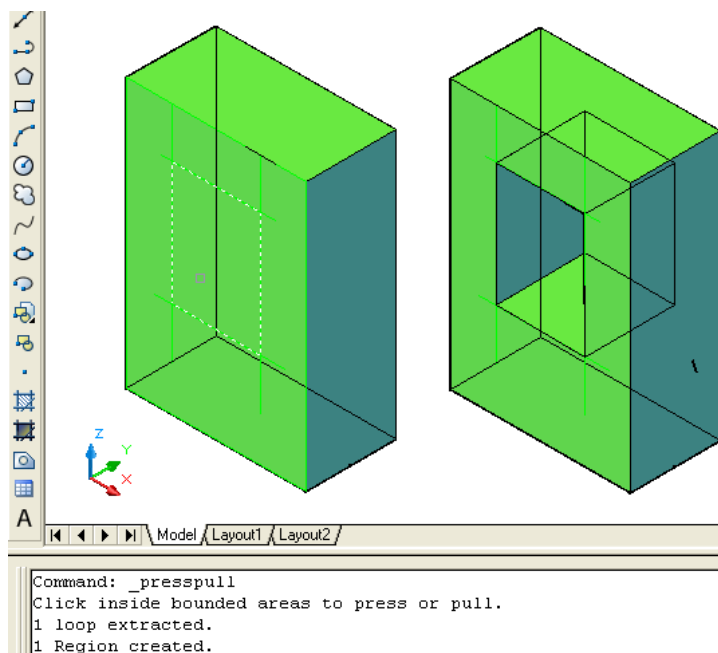 Z
Y
X
A
Model Layout1 Layout2
Command: _presspull
Click inside bounded areas to press or pull.
1 loop extracted.
1 Region created.